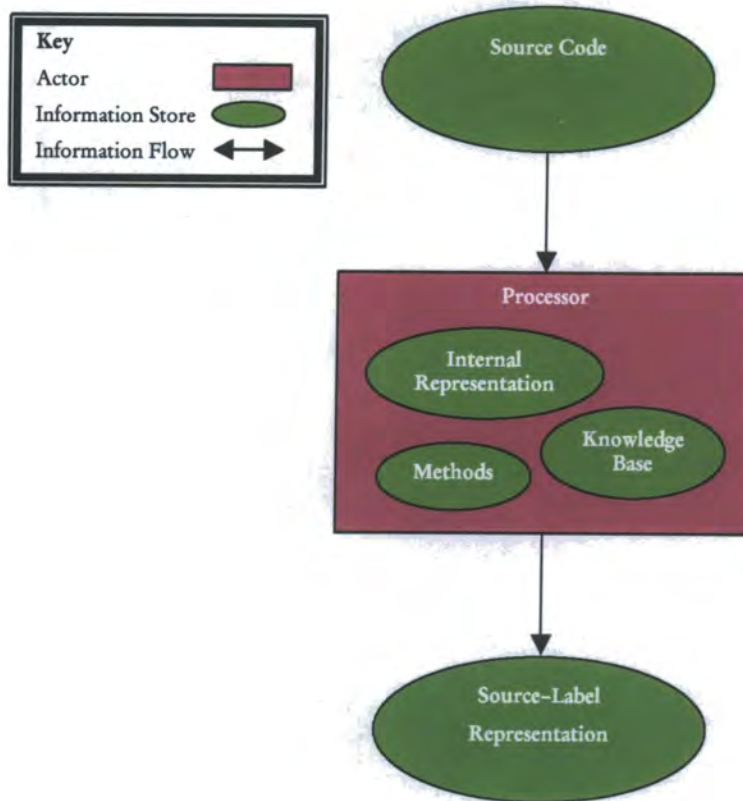 Key
Actor
Information Store
Information Flow
Source Code
Processor
Internal
Representation
Knowledge
Base
Methods
Source-Label
Representation